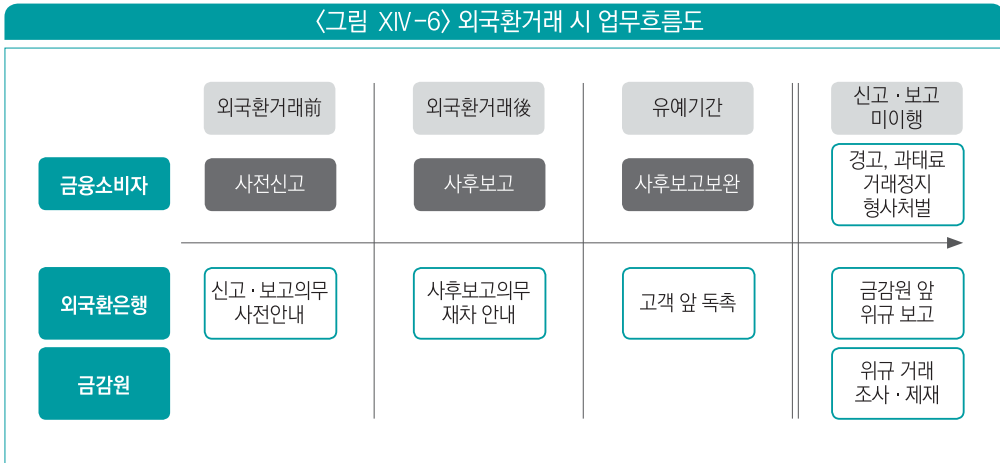 〈그림 XIV-6〉 외국환거래 시 업무흐름도
외국환거래前
외국환거래後
유예기간
신고·보고
미이행
금융소비자
사전신고
사후보고
사후보고보완
경고, 과태료
거래정지
형사처벌
외국환은행
신고·보고의무
사전안내
사후보고의무
재차 안내
고객 앞 독촉
금감원 앞
위규 보고
금감원
위규 거래
조사·제재